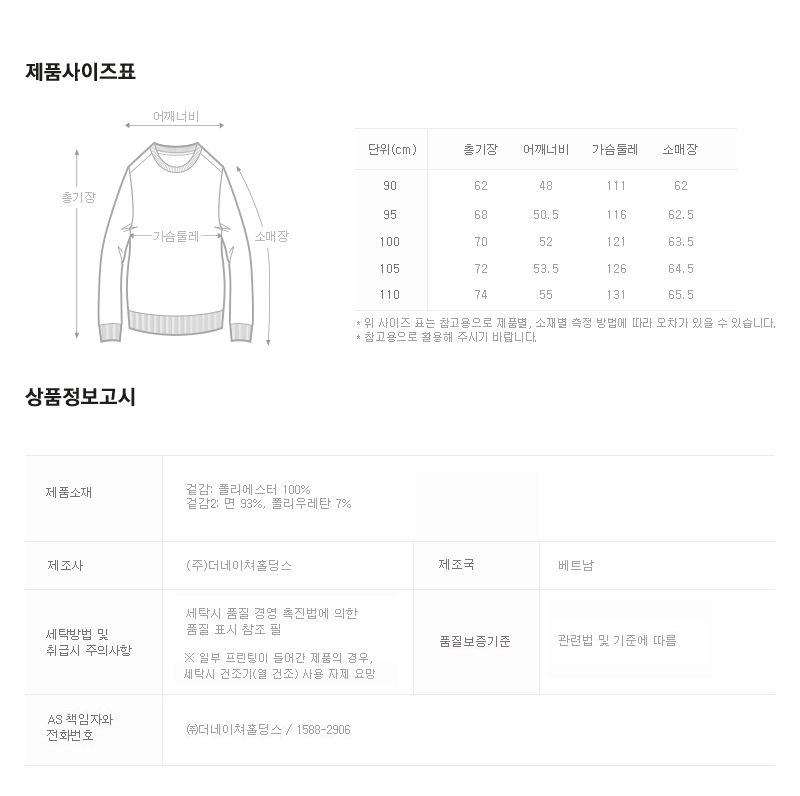 제품사이즈표
어깨너비
총기장
가슴둘레
소매장
단위(cm) 총기장 어깨너비 가슴둘레 소매장
90 62 48 111 62
95 68 50.5 116 62.5
100 70 52 121 63.5
105 72 53.5 126 64.5
110 74 55 131 65.5
* 위 사이즈 표는 참고용으로 제품별, 소재별 측정 방법에 따라 오차가 있을 수 있습니다.
* 참고용으로 활용해 주시기 바랍니다.
상품정보고시
제품소재
겉감: 폴리에스터 100%
겉감2: 면 93%, 폴리우레탄 7%
제조사
(주)더네이쳐홀딩스
제조국
베트남
세탁방법 및
취급시 주의사항
세탁시 품질 경영 촉진법에 의한
품질 표시 참조 필
※ 일부 프린팅이 들어간 제품의 경우,
세탁시 건조기(열 건조) 사용 자제 요망
품질보증기준
관련법 및 기준에 따름
AS 책임자와
전화번호
㈜더네이쳐홀딩스 / 1588-2906